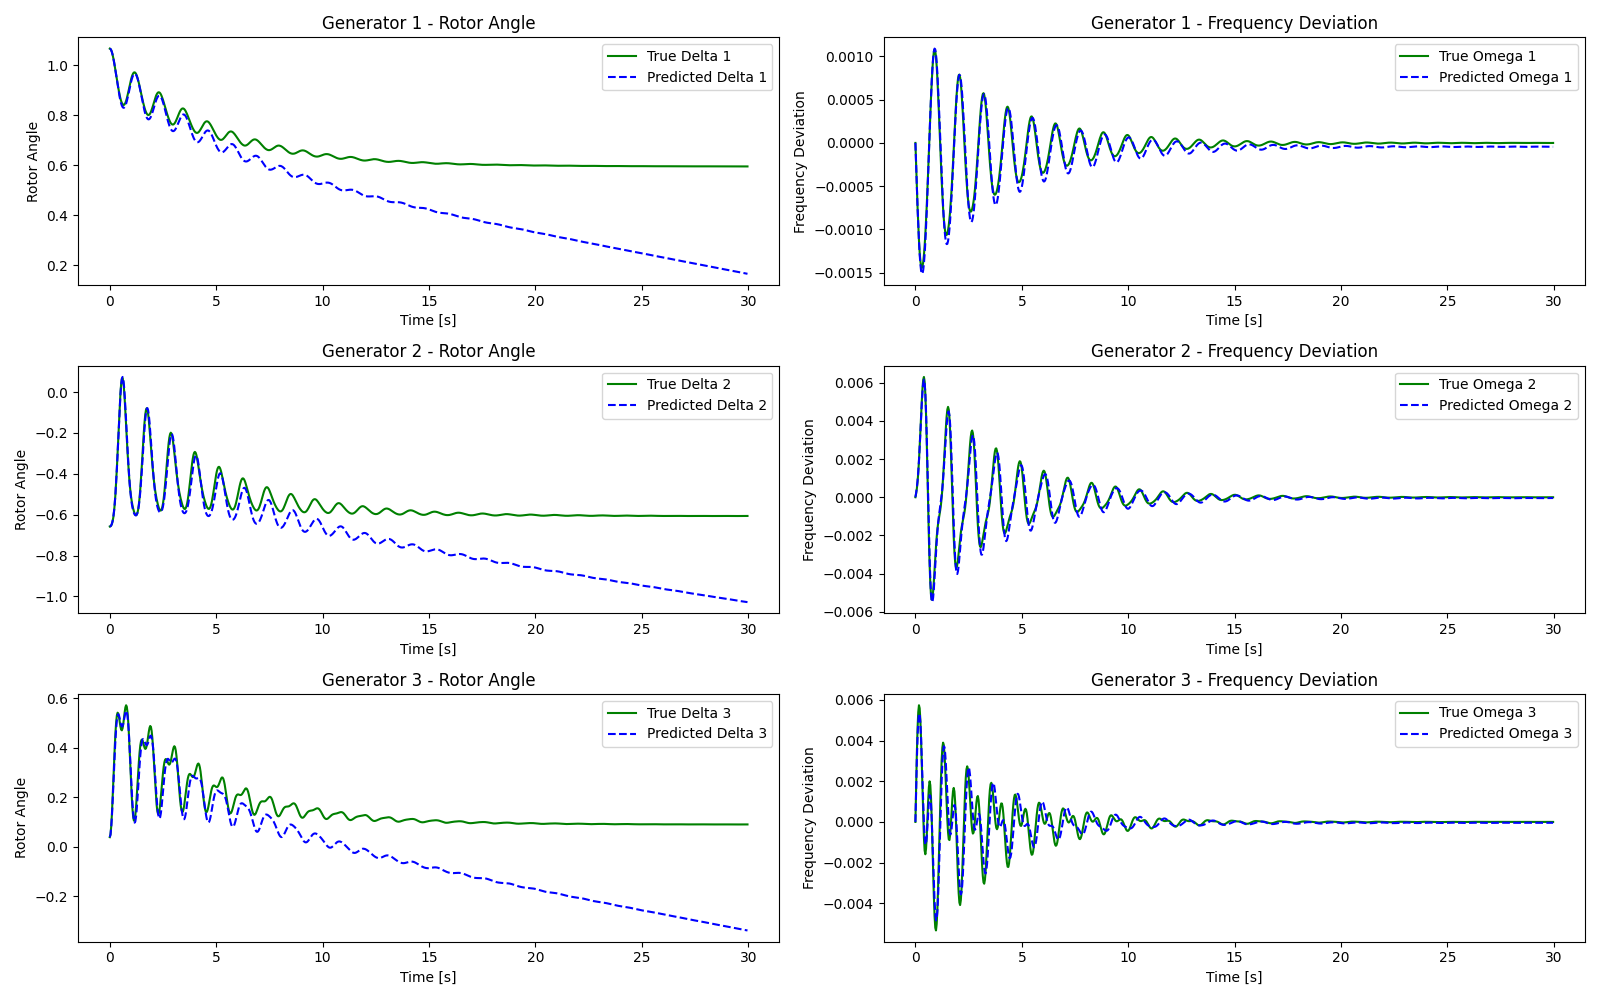 Generator 1 - Rotor Angle
True Delta 1
Predicted Delta 1
Rotor Angle
1.0
0.8
0.6
0.4
0.2
0 5 10 15 20 25 30
Time [s]
Generator 1 - Frequency Deviation
True Omega 1
Predicted Omega 1
Frequency Deviation
0.0010
0.0005
0.0000
−0.0005
−0.0010
−0.0015
0 5 10 15 20 25 30
Time [s]
Generator 2 - Rotor Angle
True Delta 2
Predicted Delta 2
Rotor Angle
0.0
−0.2
−0.4
−0.6
−0.8
−1.0
0 5 10 15 20 25 30
Time [s]
Generator 2 - Frequency Deviation
True Omega 2
Predicted Omega 2
Frequency Deviation
0.006
0.004
0.002
0.000
−0.002
−0.004
−0.006
0 5 10 15 20 25 30
Time [s]
Generator 3 - Rotor Angle
True Delta 3
Predicted Delta 3
Rotor Angle
0.6
0.4
0.2
0.0
−0.2
0 5 10 15 20 25 30
Time [s]
Generator 3 - Frequency Deviation
True Omega 3
Predicted Omega 3
Frequency Deviation
0.006
0.004
0.002
0.000
−0.002
−0.004
0 5 10 15 20 25 30
Time [s]